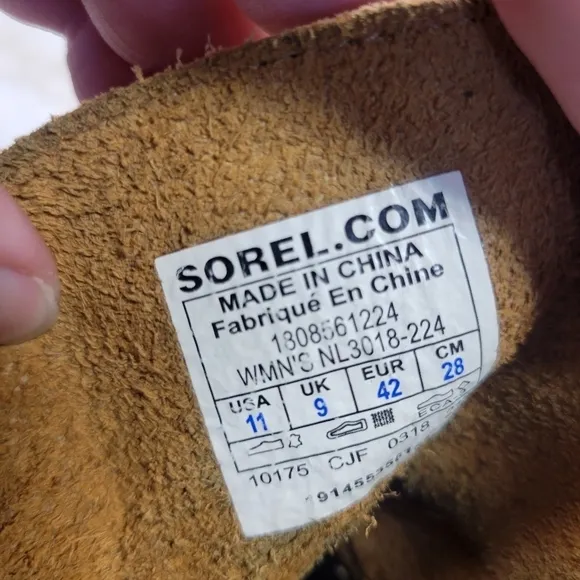 SOREL.COM
MADE IN CHINA
Fabriqué En Chine
1808561224
WMN'S NL3018-224
USA UK EUR CM
11 9 42 28
10175 CJF 0318